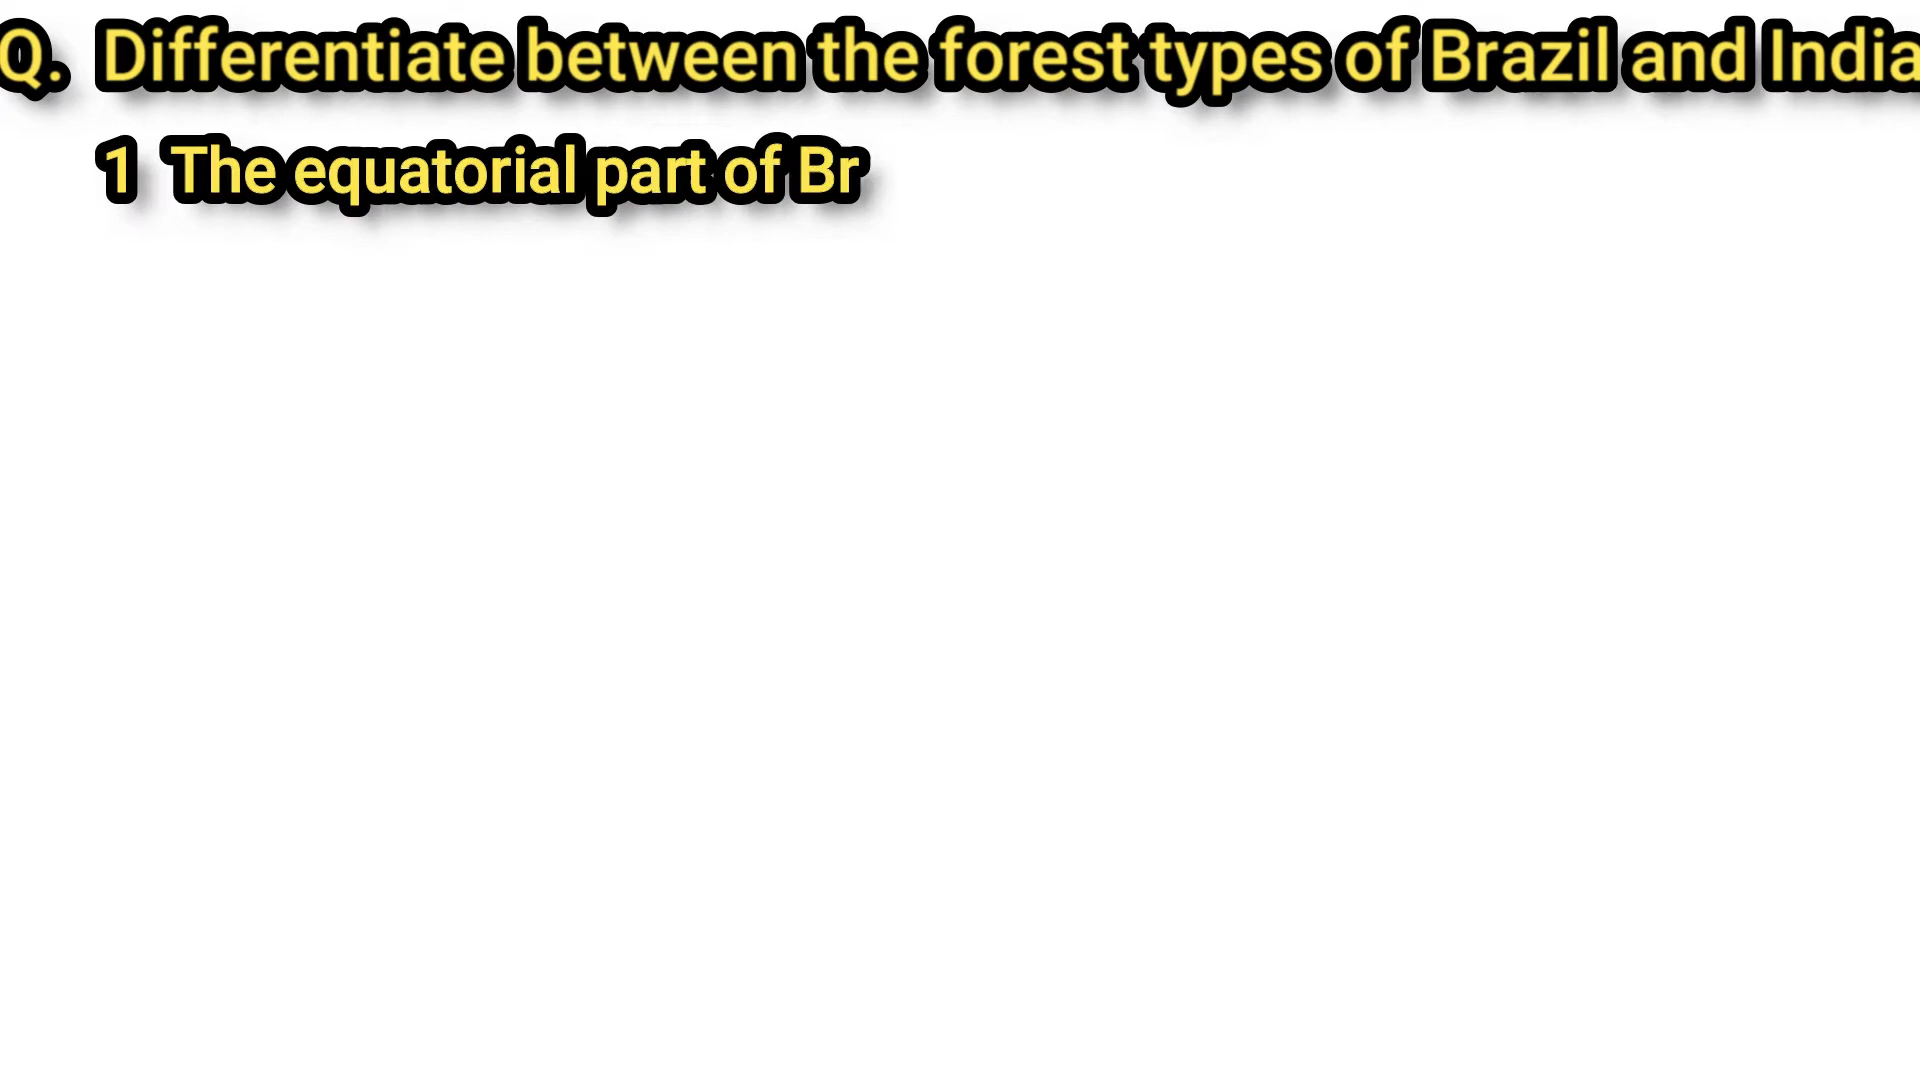 Q. Differentiate between the forest types of Brazil and India
1 The equatorial part of Br